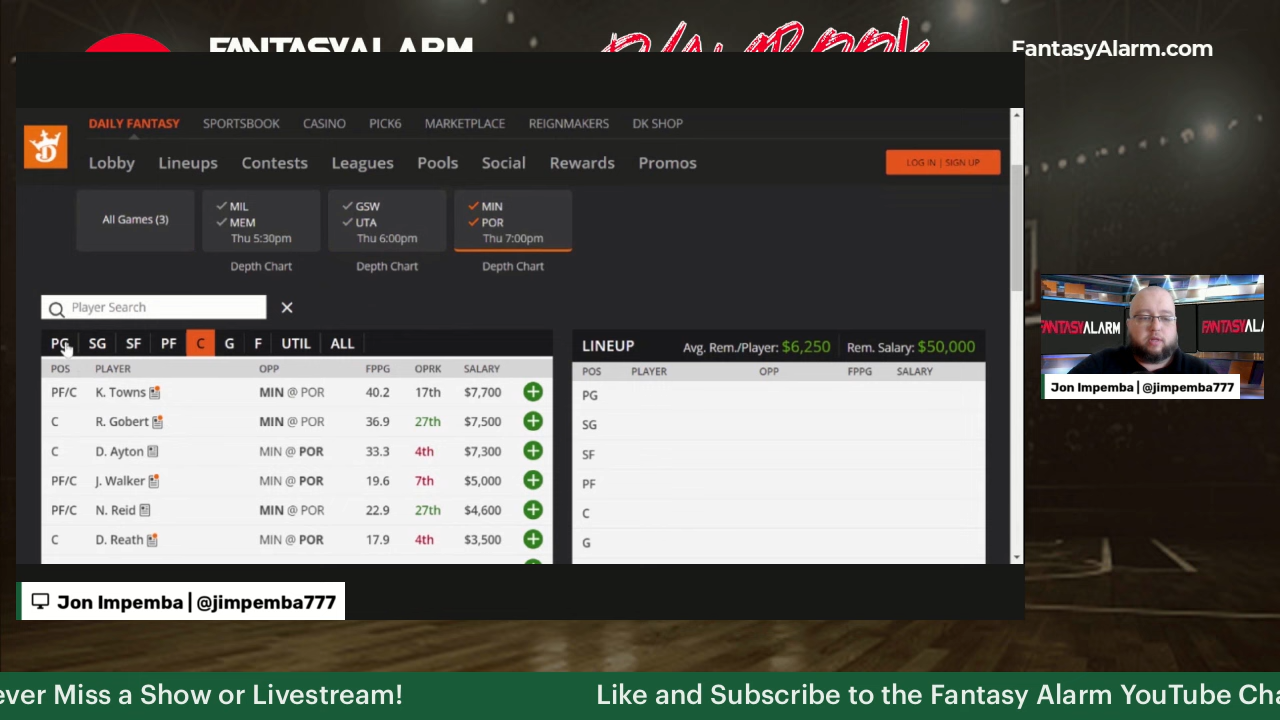 FANTASYALARM
PLAYBOOK
FantasyAlarm.com
DAILY FANTASY SPORTSBOOK CASINO PICK6 MARKETPLACE REIGNMAKERS DK SHOP
Lobby Lineups Contests Leagues Pools Social Rewards Promos
LOG IN | SIGN UP
All Games (3)
MIL
MEM
Thu 5:30pm
GSW
UTA
Thu 6:00pm
MIN
POR
Thu 7:00pm
Depth Chart Depth Chart Depth Chart
Player Search
PG SG SF PF C G F UTIL ALL
POS PLAYER OPP FPPG OPRK SALARY
PF/C K. Towns MIN @ POR 40.2 17th $7,700
C R. Gobert MIN @ POR 36.9 27th $7,500
C D. Ayton MIN @ POR 33.3 4th $7,300
PF/C J. Walker MIN @ POR 19.6 7th $5,000
PF/C N. Reid MIN @ POR 22.9 27th $4,600
C D. Reath MIN @ POR 17.9 4th $3,500
LINEUP Avg. Rem./Player: $6,250 Rem. Salary: $50,000
POS PLAYER OPP FPPG SALARY
PG
SG
SF
PF
C
G
FANTASYALARM
FANTASYALA
Jon Impemba | @jimpemba777
Jon Impemba | @jimpemba777
ever Miss a Show or Livestream! Like and Subscribe to the Fantasy Alarm YouTube Cha